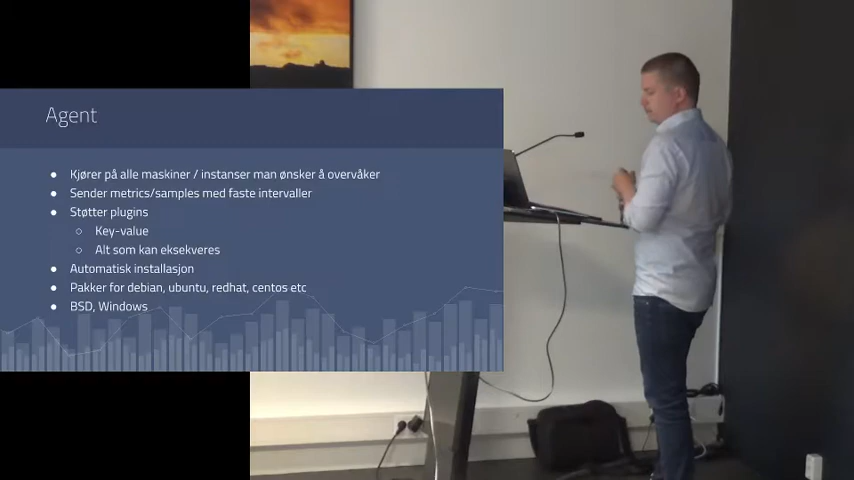 Agent
● Kjører på alle maskiner / instanser man ønsker å overvåker
● Sender metrics/samples med faste intervaller
● Støtter plugins
○ Key-value
○ Alt som kan eksekveres
● Automatisk installasjon
● Pakker for debian, ubuntu, redhat, centos etc
● BSD, Windows